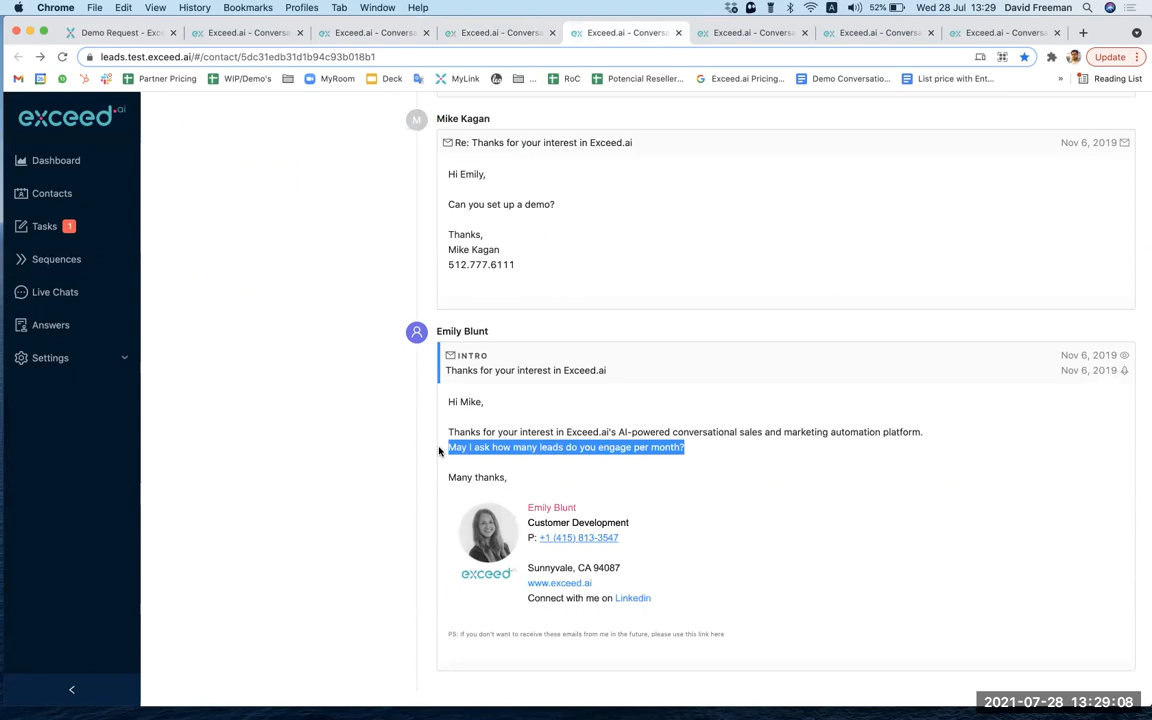 Chrome File Edit View History Bookmarks Profiles Tab Window Help
52% Wed 28 Jul 13:29 David Freeman
Demo Request - Exce
Exceed.ai - Conversa
Exceed.ai - Conversa
Exceed.ai - Conversa
Exceed.ai - Conversa
Exceed.ai - Conversa
Exceed.ai - Conversa
Exceed.ai - Conversa
leads.test.exceed.ai/#/contact/5dc31edb31d1b94c93b018b1
Update
Partner Pricing
WIP/Demo's
MyRoom
Deck
MyLink
...
RoC
Potencial Reseller...
Exceed.ai Pricing...
Demo Conversatio...
List price with Ent...
»
Reading List
exceed.ai
Dashboard
Contacts
Tasks 1
Sequences
Live Chats
Answers
Settings
M
Mike Kagan
Re: Thanks for your interest in Exceed.ai
Nov 6, 2019
Hi Emily,
Can you set up a demo?
Thanks,
Mike Kagan
512.777.6111
Emily Blunt
INTRO
Nov 6, 2019
Thanks for your interest in Exceed.ai
Nov 6, 2019
Hi Mike,
Thanks for your interest in Exceed.ai's AI-powered conversational sales and marketing automation platform.
May I ask how many leads do you engage per month?
Many thanks,
Emily Blunt
Customer Development
P: +1 (415) 813-3547
exceed
Sunnyvale, CA 94087
www.exceed.ai
Connect with me on Linkedin
PS: If you don't want to receive these emails from me in the future, please use this link here
2021-07-28 13:29:08